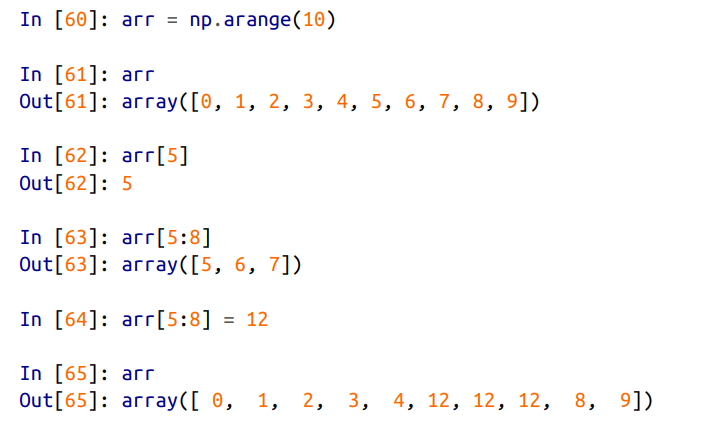 In [60]: arr = np.arange(10)
In [61]: arr
Out[61]: array([0, 1, 2, 3, 4, 5, 6, 7, 8, 9])
In [62]: arr[5]
Out[62]: 5
In [63]: arr[5:8]
Out[63]: array([5, 6, 7])
In [64]: arr[5:8] = 12
In [65]: arr
Out[65]: array([ 0,  1,  2,  3,  4, 12, 12, 12,  8,  9])